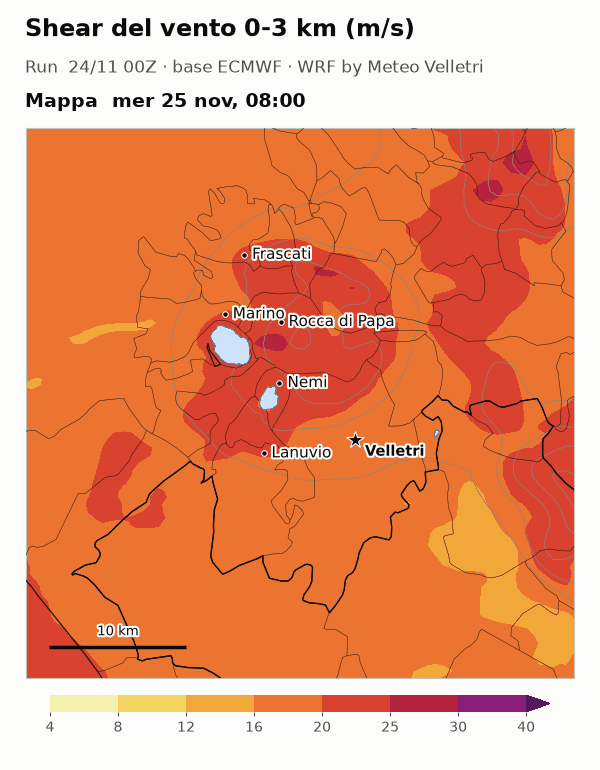 Shear del vento 0-3 km (m/s)
Run 24/11 00Z · base ECMWF · WRF by Meteo Velletri
Mappa mer 25 nov, 08:00
Frascati
Marino
Rocca di Papa
Nemi
Velletri
Lanuvio
10 km
4 8 12 16 20 25 30 40